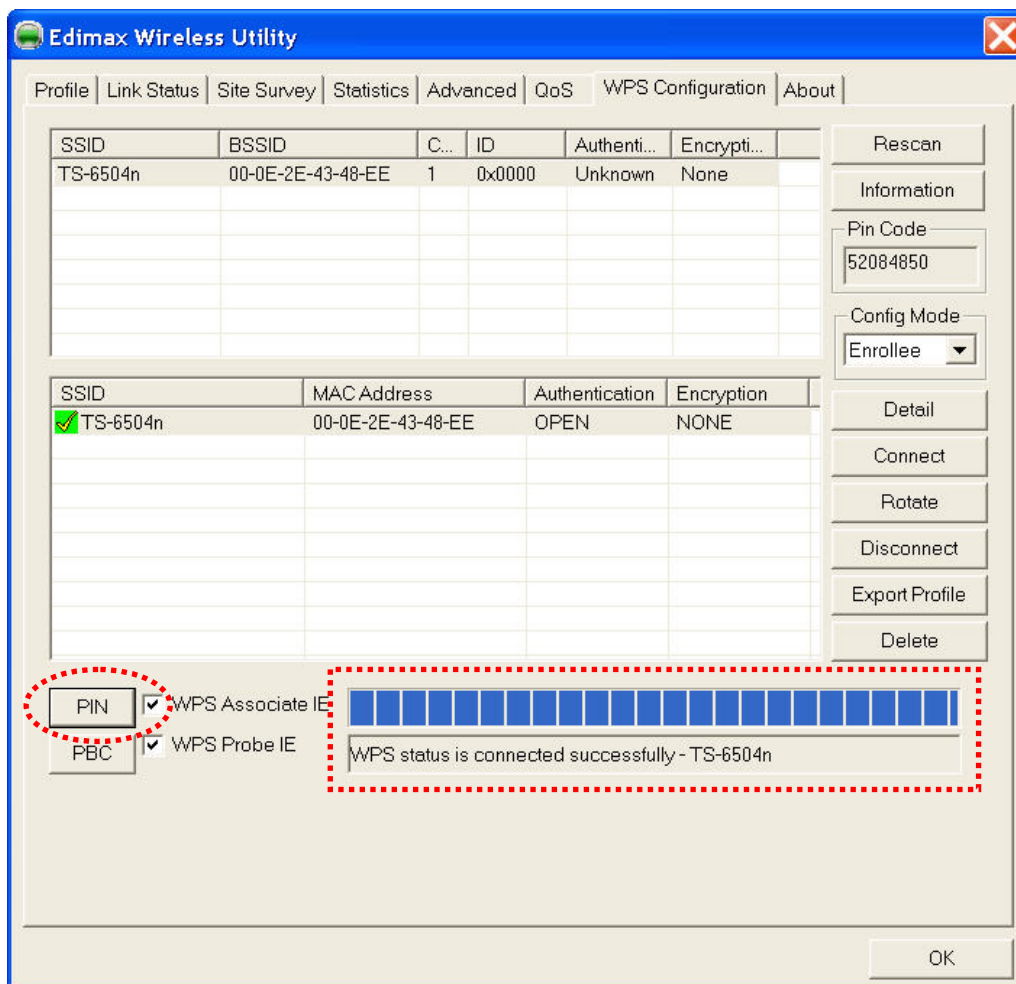 Edimax Wireless Utility
Profile Link Status Site Survey Statistics Advanced QoS WPS Configuration About
SSID BSSID C... ID Authenti... Encrypti...
TS-6504n 00-0E-2E-43-48-EE 1 0x0000 Unknown None
Rescan
Information
Pin Code
52084850
Config Mode
Enrollee
SSID MAC Address Authentication Encryption
TS-6504n 00-0E-2E-43-48-EE OPEN NONE
Detail
Connect
Rotate
Disconnect
Export Profile
Delete
PIN WPS Associate IE
PBC WPS Probe IE
WPS status is connected successfully - TS-6504n
OK